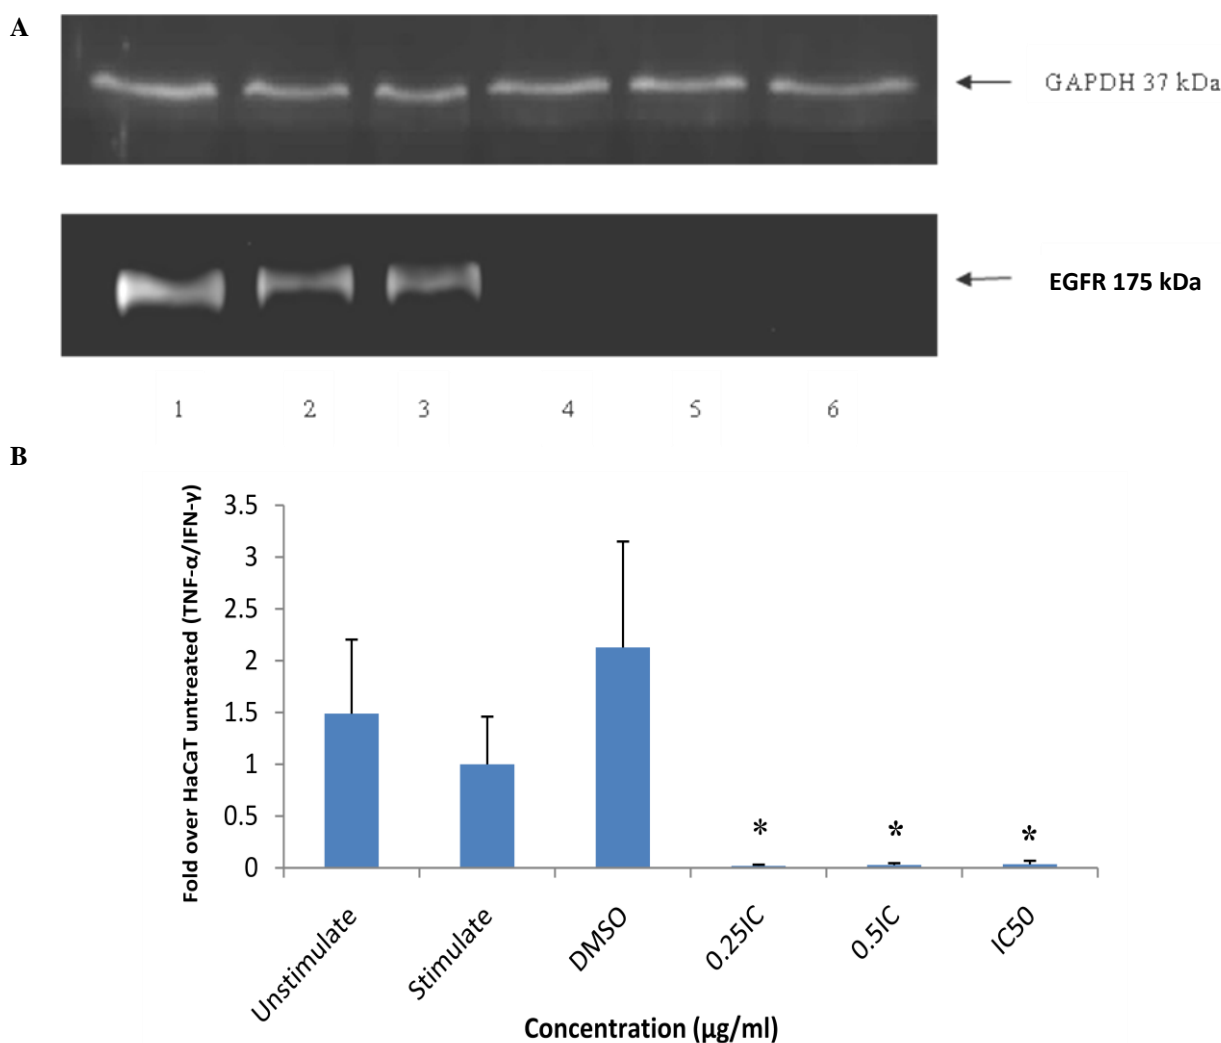 A
GAPDH 37 kDa
EGFR 175 kDa
1 2 3 4 5 6
B
Fold over HaCaT untreated (TNF-α/IFN-γ)
3.5
3
2.5
2
1.5
1
0.5
0
* * *
Unstimulate Stimulate DMSO 0.25IC 0.5IC IC50
Concentration (µg/ml)